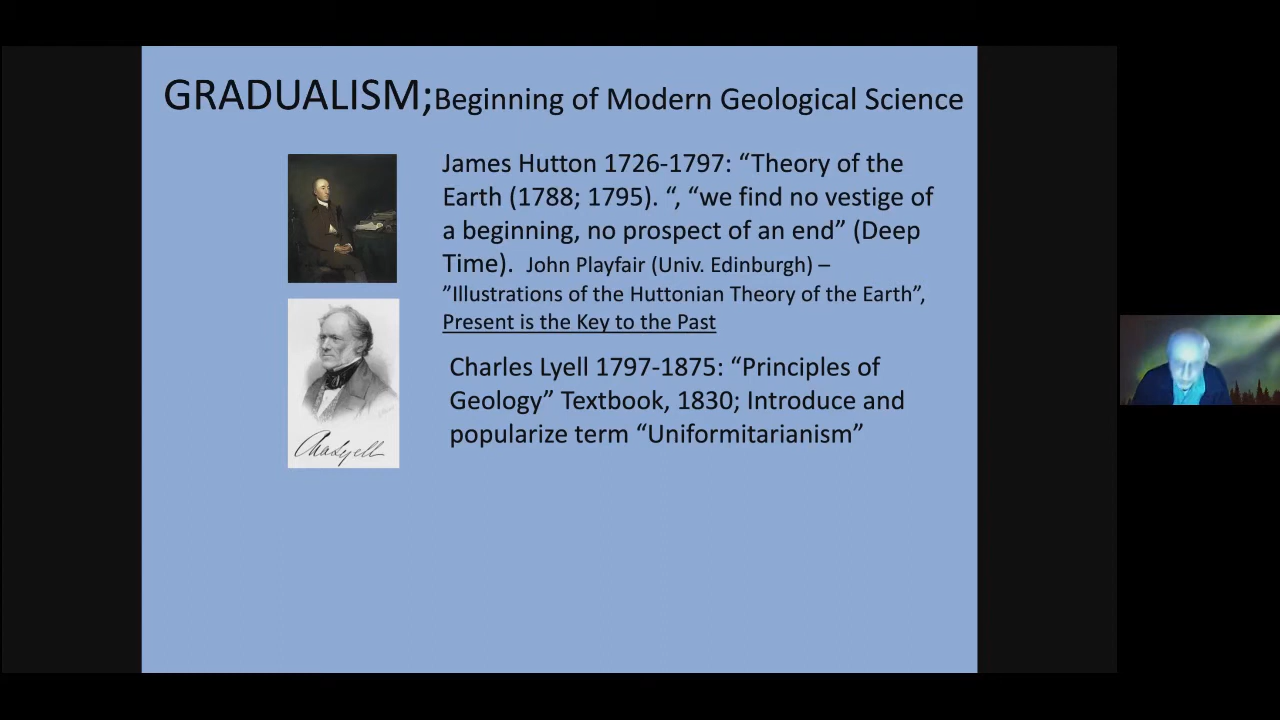 GRADUALISM;Beginning of Modern Geological Science
James Hutton 1726-1797: “Theory of the
Earth (1788; 1795). “, “we find no vestige of
a beginning, no prospect of an end” (Deep
Time). John Playfair (Univ. Edinburgh) –
”Illustrations of the Huttonian Theory of the Earth”,
Present is the Key to the Past
Charles Lyell 1797-1875: “Principles of
Geology” Textbook, 1830; Introduce and
popularize term “Uniformitarianism”
Cha Lyell